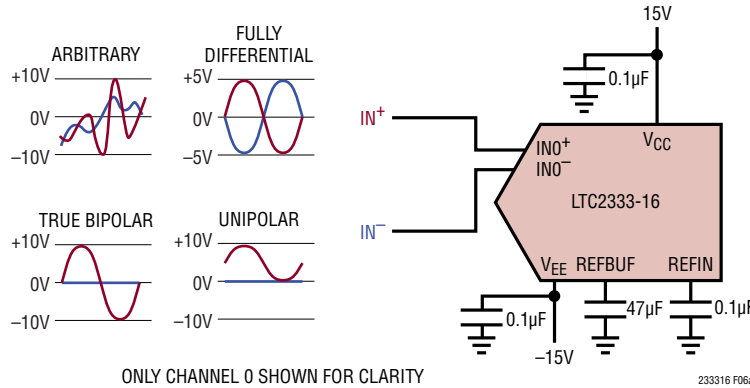 ARBITRARY
+10V
0V
–10V
FULLY
DIFFERENTIAL
+5V
0V
–5V
TRUE BIPOLAR
+10V
0V
–10V
UNIPOLAR
+10V
0V
–10V
15V
0.1µF
IN+
IN–
IN0+
IN0–
VCC
LTC2333-16
VEE
REFBUF
REFIN
0.1µF
47µF
0.1µF
–15V
ONLY CHANNEL 0 SHOWN FOR CLARITY